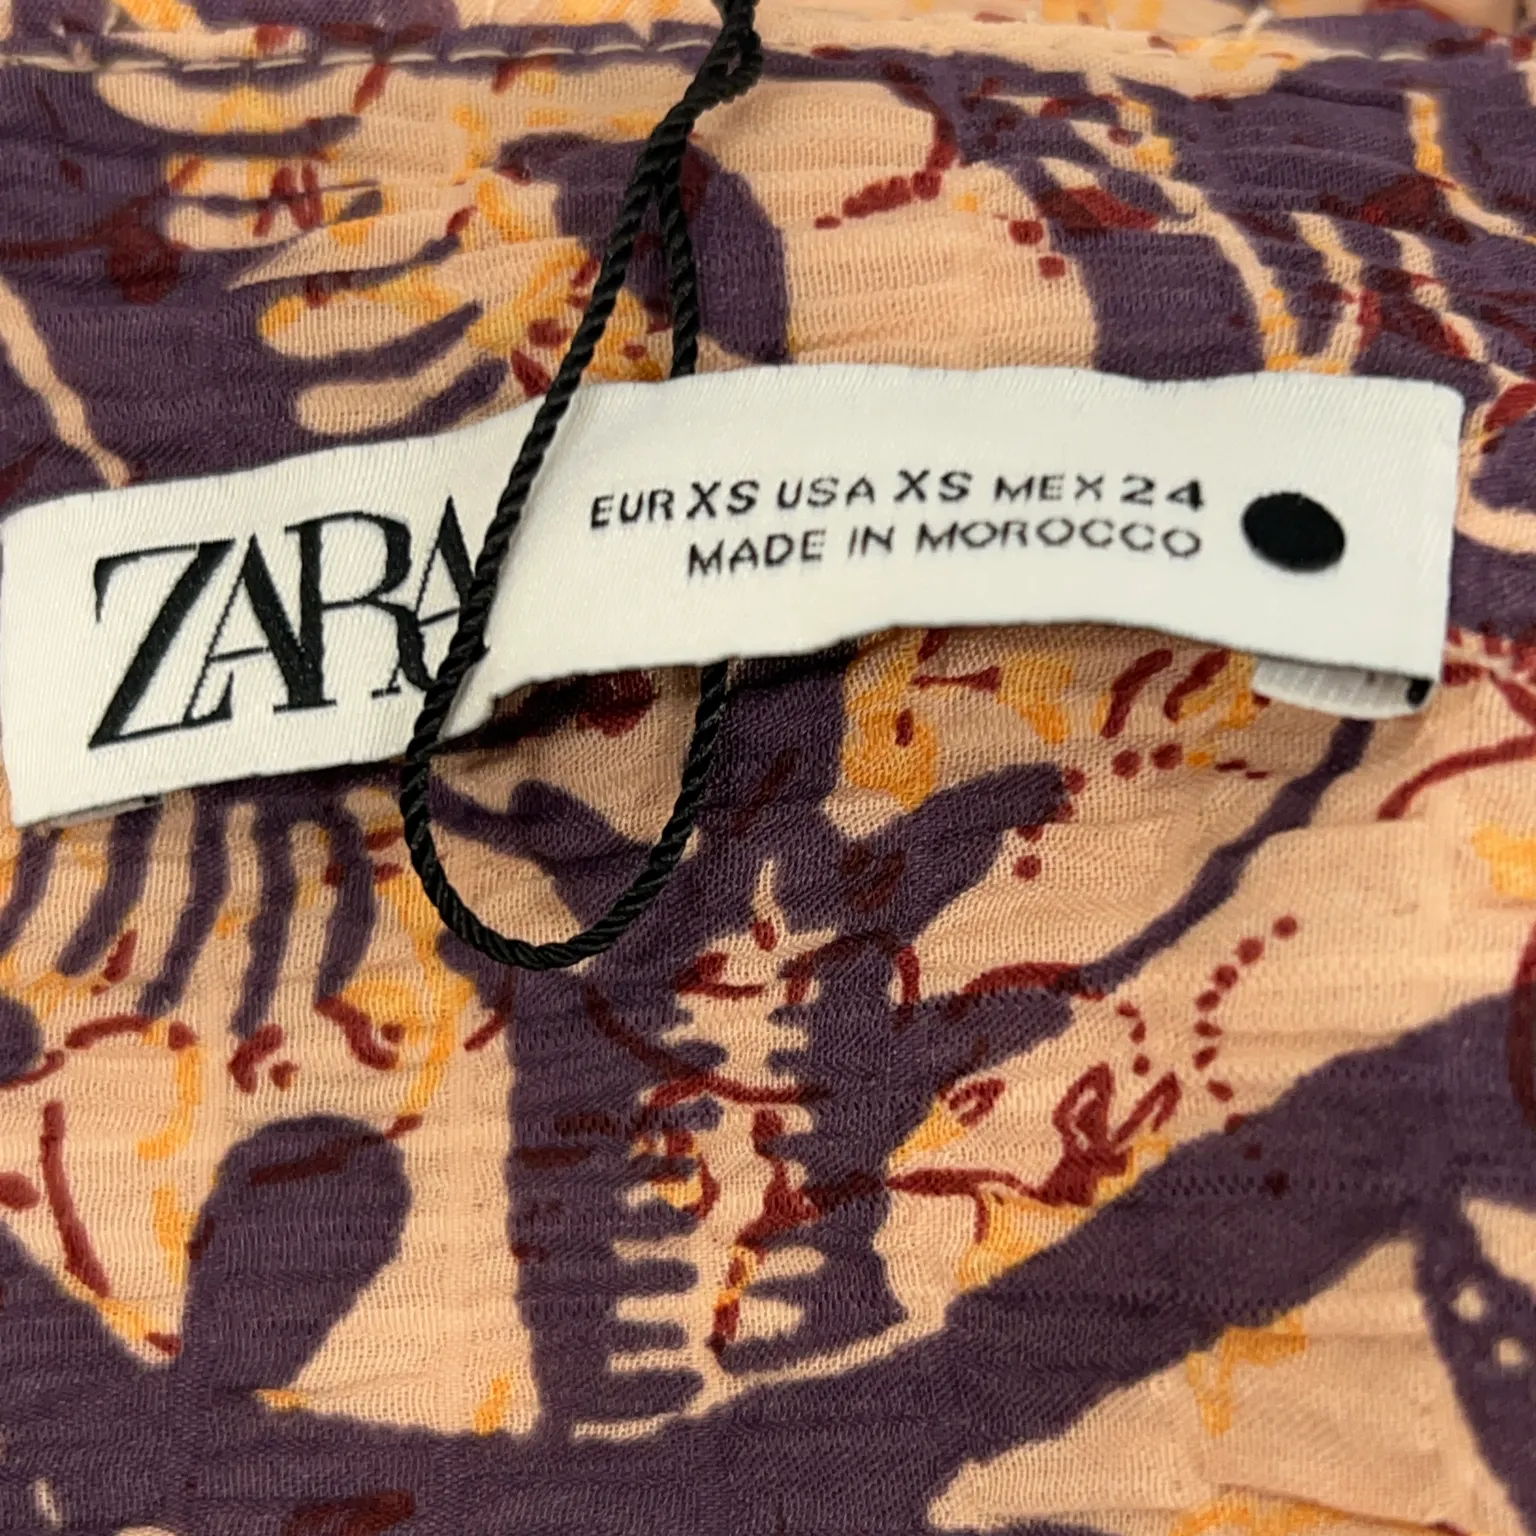 ZARA
EUR XS USA XS MEX 24
MADE IN MOROCCO